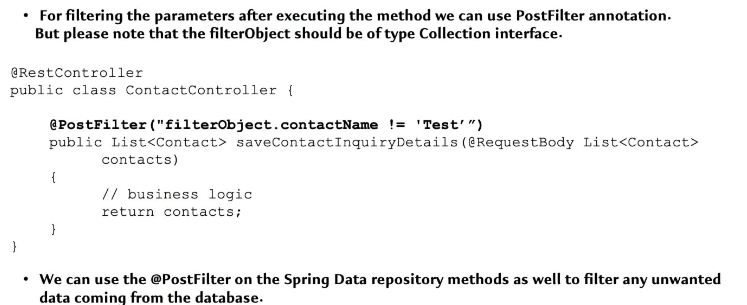 • For filtering the parameters after executing the method we can use PostFilter annotation.
But please note that the filterObject should be of type Collection interface.
@RestController
public class ContactController {
@PostFilter("filterObject.contactName != 'Test'”)
public List<Contact> saveContactInquiryDetails(@RequestBody List<Contact>
contacts)
{
// business logic
return contacts;
}
}
• We can use the @PostFilter on the Spring Data repository methods as well to filter any unwanted
data coming from the database.